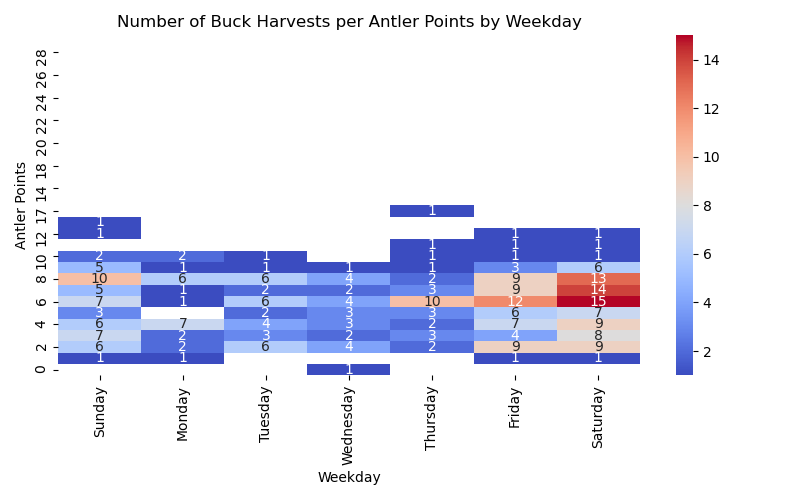 Number of Buck Harvests per Antler Points by Weekday
Antler Points
28
26
24
22
20
18
14
17 1
1
12 1 1 1
1 1 1
10 2 2 1 1 1 1
5 1 1 1 1 3 6
8 10 6 6 4 2 9 13
5 1 2 2 3 9 14
6 7 1 6 4 10 12 15
3 2 3 3 6 7
4 6 7 4 3 2 7 9
7 2 3 2 3 4 8
2 6 2 6 4 2 9 9
1 1 1 1
0 1
Sunday Monday Tuesday Wednesday Thursday Friday Saturday
Weekday
14
12
10
8
6
4
2